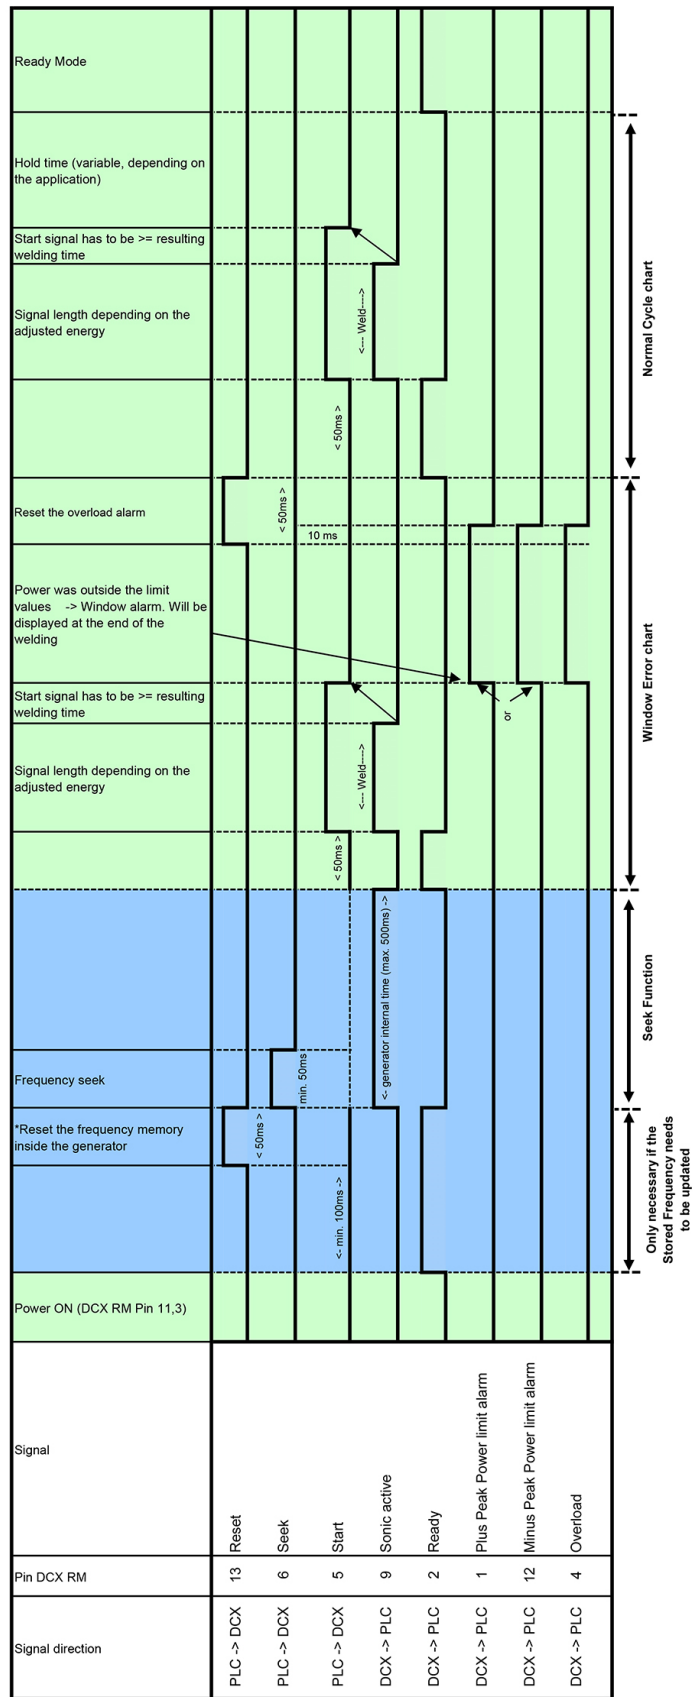 Ready Mode
Hold time (variable, depending on
the application)
Start signal has to be >= resulting
welding time
Signal length depending on the
adjusted energy
<--- Weld---->
Normal Cycle chart
< 50ms >
Reset the overload alarm
< 50ms >
10 ms
Power was outside the limit
values -> Window alarm. Will be
displayed at the end of the
welding
Start signal has to be >= resulting
welding time
or
Window Error chart
Signal length depending on the
adjusted energy
<--- Weld---->
< 50ms >
<- generator internal time (max. 500ms) ->
Seek Function
Frequency seek
min. 50ms
*Reset the frequency memory
inside the generator
< 50ms >
<- min. 100ms ->
Only necessary if the
Stored Frequency needs
to be updated
Power ON (DCX RM Pin 11,3)
Signal
Reset
Seek
Start
Sonic active
Ready
Plus Peak Power limit alarm
Minus Peak Power limit alarm
Overload
Pin DCX RM
13
6
5
9
2
1
12
4
Signal direction
PLC -> DCX
PLC -> DCX
PLC -> DCX
DCX -> PLC
DCX -> PLC
DCX -> PLC
DCX -> PLC
DCX -> PLC